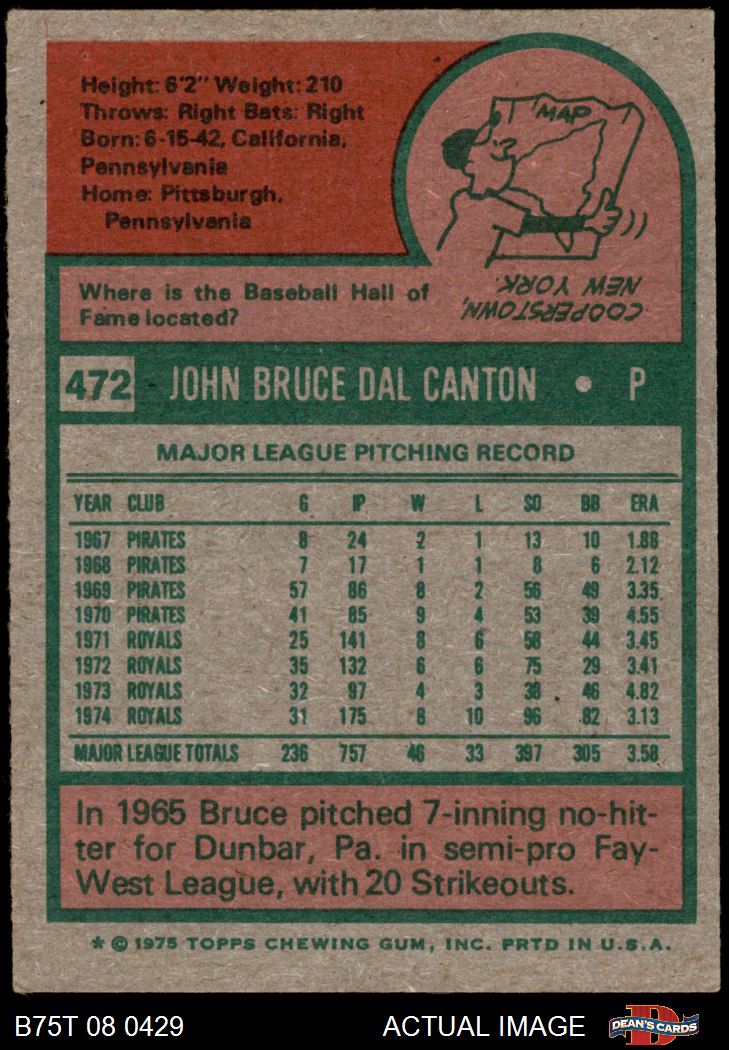 Height: 6'2" Weight: 210
Throws: Right Bats: Right
Born: 6-15-42, California,
Pennsylvania
Home: Pittsburgh,
Pennsylvania
MAP
Where is the Baseball Hall of
Fame located?
COOPERSTOWN,
NEW YORK.
472 JOHN BRUCE DAL CANTON • P
MAJOR LEAGUE PITCHING RECORD
YEAR CLUB G IP W L SO BB ERA
1967 PIRATES 8 24 2 1 13 10 1.88
1968 PIRATES 7 17 1 1 8 6 2.12
1969 PIRATES 57 86 8 2 56 49 3.35
1970 PIRATES 41 85 9 4 53 39 4.55
1971 ROYALS 25 141 8 6 58 44 3.45
1972 ROYALS 35 132 6 6 75 29 3.41
1973 ROYALS 32 97 4 3 38 46 4.82
1974 ROYALS 31 175 8 10 96 82 3.13
MAJOR LEAGUE TOTALS 236 757 46 33 397 305 3.58
In 1965 Bruce pitched 7-inning no-hit-
ter for Dunbar, Pa. in semi-pro Fay-
West League, with 20 Strikeouts.
* © 1975 TOPPS CHEWING GUM, INC. PRTD IN U.S.A.
B75T 08 0429 ACTUAL IMAGE DEAN'S CARDS